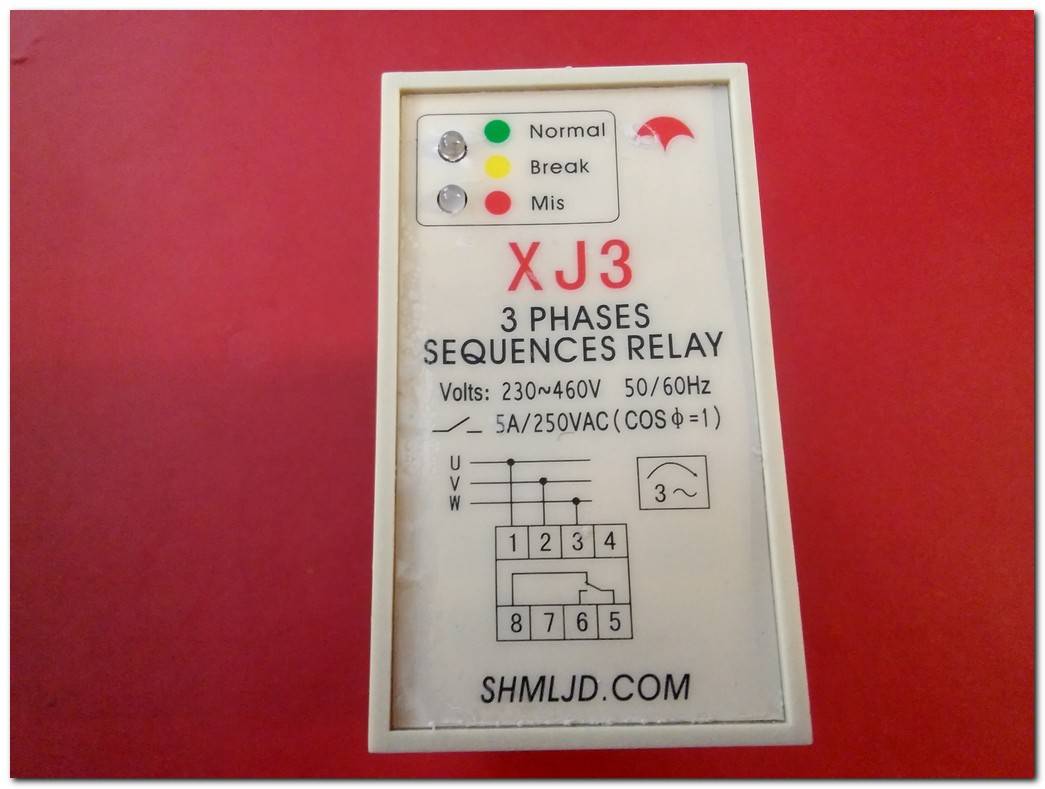 Normal
Break
Mis
XJ3
3 PHASES
SEQUENCES RELAY
Volts: 230~460V 50/60Hz
5A/250VAC(COSΦ=1)
U
V
W
3~
1 2 3 4
8 7 6 5
SHMLJD.COM